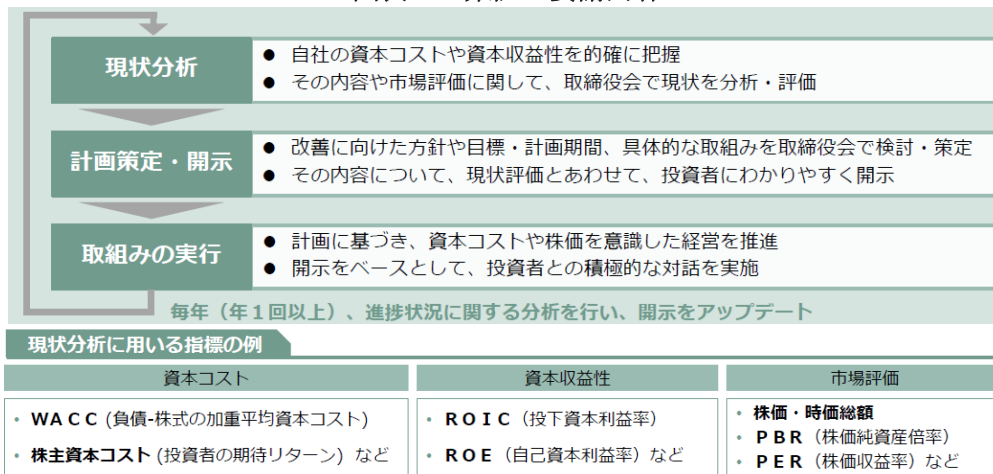 現状分析
● 自社の資本コストや資本収益性を的確に把握
● その内容や市場評価に関して、取締役会で現状を分析・評価
計画策定・開示
● 改善に向けた方針や目標・計画期間、具体的な取組みを取締役会で検討・策定
● その内容について、現状評価とあわせて、投資者にわかりやすく開示
取組みの実行
● 計画に基づき、資本コストや株価を意識した経営を推進
● 開示をベースとして、投資者との積極的な対話を実施
毎年（年１回以上）、進捗状況に関する分析を行い、開示をアップデート
現状分析に用いる指標の例
資本コスト
・ ＷＡＣＣ (負債-株式の加重平均資本コスト)
・ 株主資本コスト (投資者の期待リターン) など
資本収益性
・ ＲＯＩＣ（投下資本利益率）
・ ＲＯＥ（自己資本利益率）など
市場評価
・ 株価・時価総額
・ ＰＢＲ（株価純資産倍率）
・ ＰＥＲ（株価収益率）など